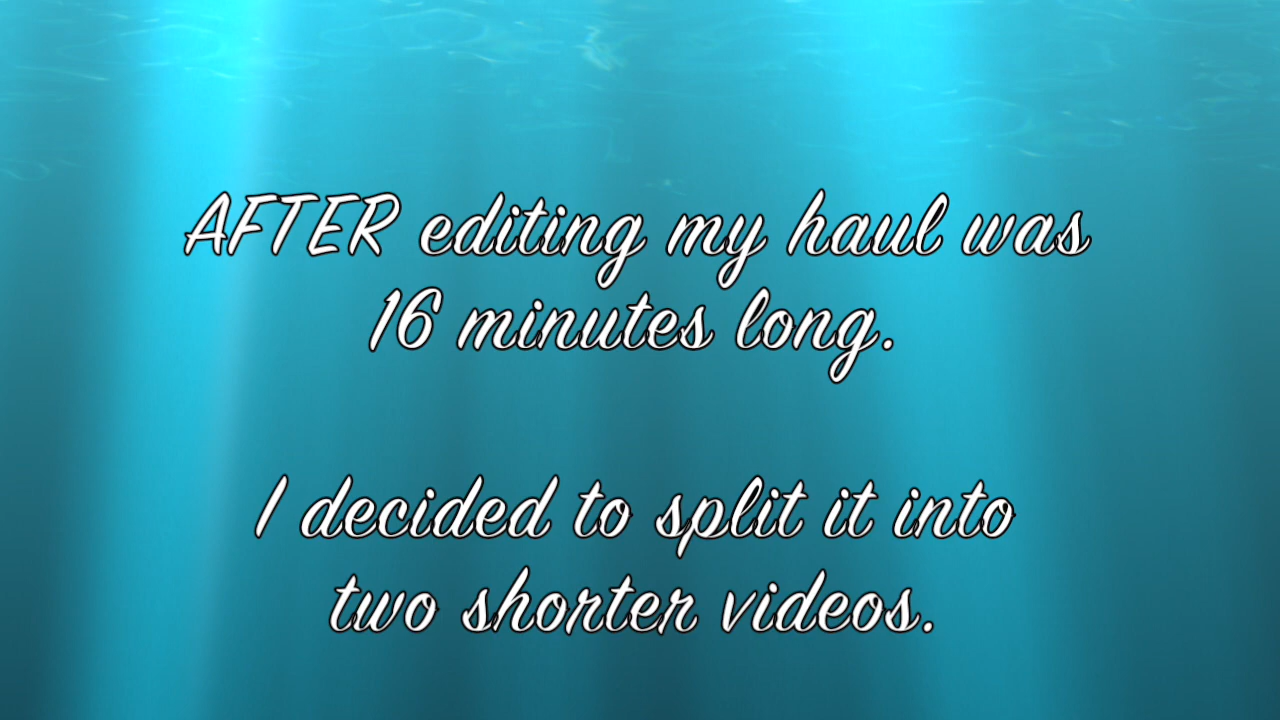 AFTER editing my haul was
16 minutes long.
I decided to split it into
two shorter videos.